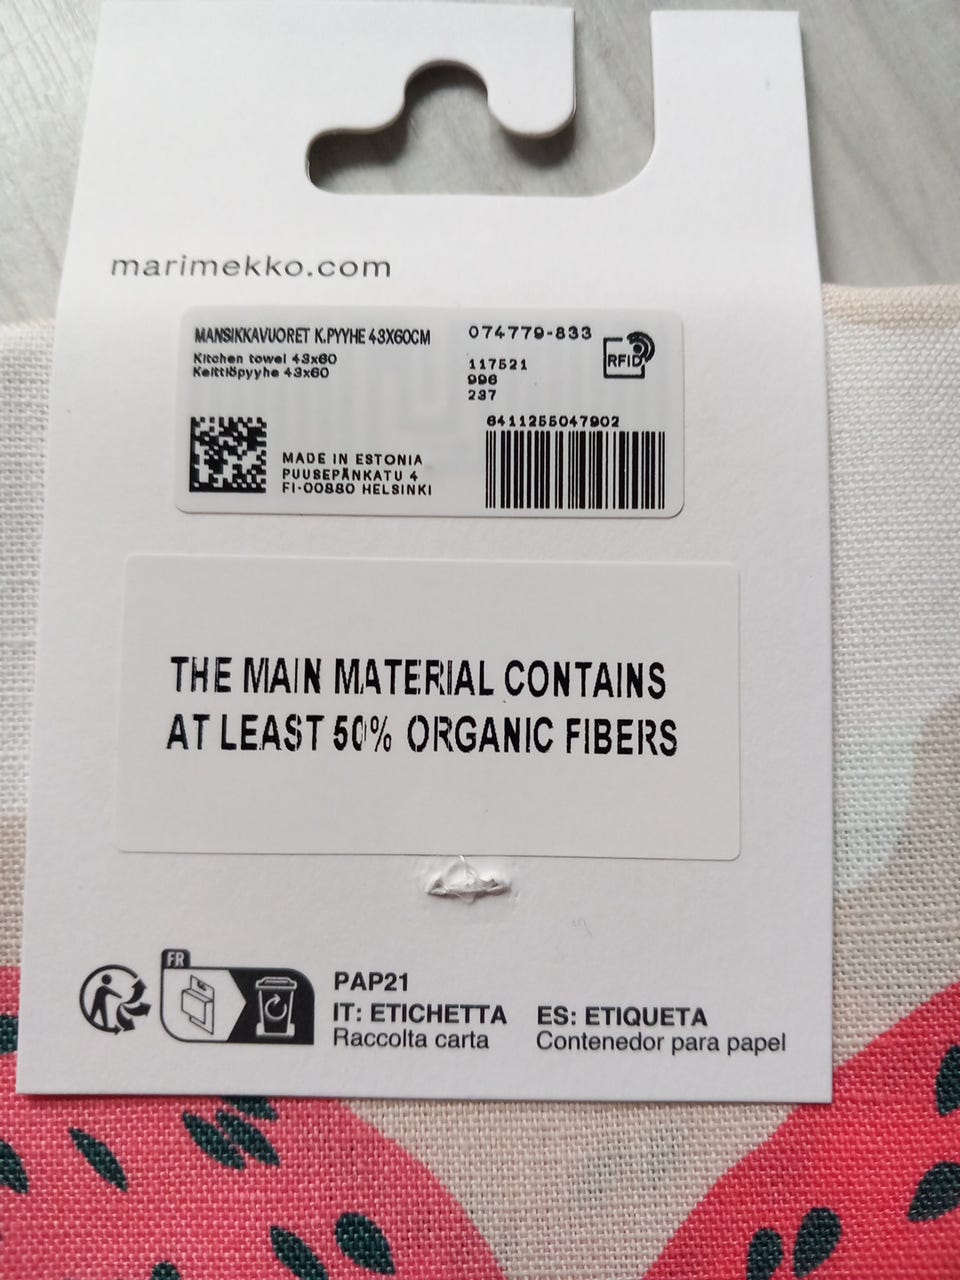 marimekko.com
MANSIKKAVUORET K.PYYHE 43X60CM
Kitchen towel 43x60
Keittiöpyyhe 43x60
074779-833
117521
996
237
RFID
6411255047902
MADE IN ESTONIA
PUUSEPÄNKATU 4
FI-00880 HELSINKI
THE MAIN MATERIAL CONTAINS
AT LEAST 50% ORGANIC FIBERS
FR
PAP21
IT: ETICHETTA
Raccolta carta
ES: ETIQUETA
Contenedor para papel